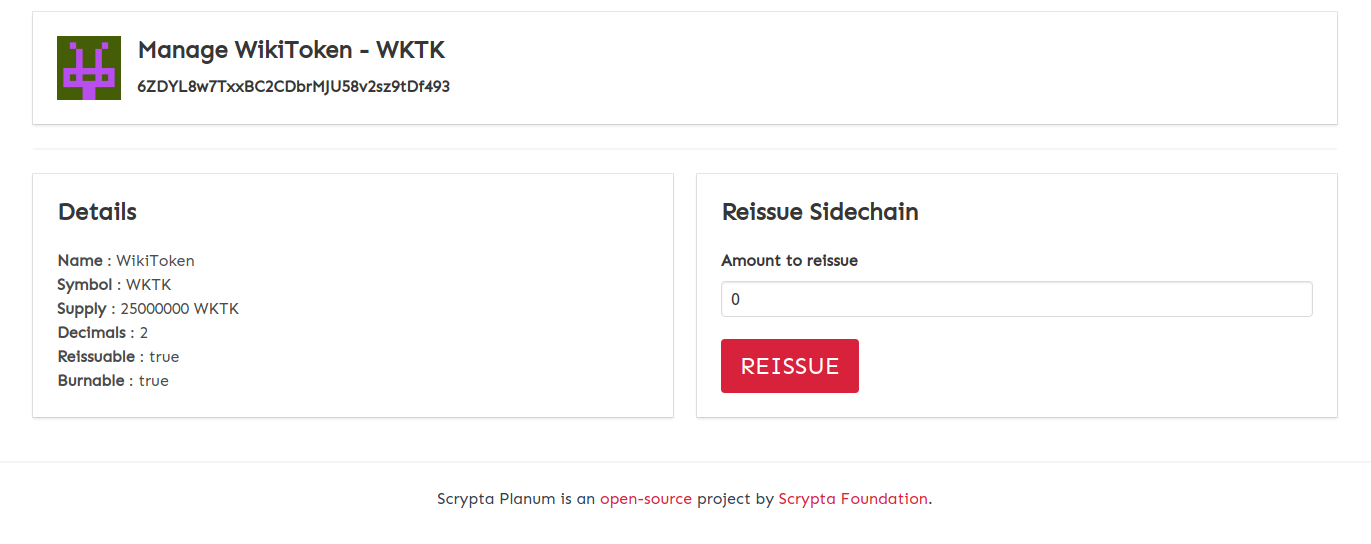 Manage WikiToken - WKTK
6ZDYL8w7TxxBC2CDbrMJU58v2sz9tDf493
Details
Name : WikiToken
Symbol : WKTK
Supply : 25000000 WKTK
Decimals : 2
Reissuable : true
Burnable : true
Reissue Sidechain
Amount to reissue
0
REISSUE
Scrypta Planum is an open-source project by Scrypta Foundation.